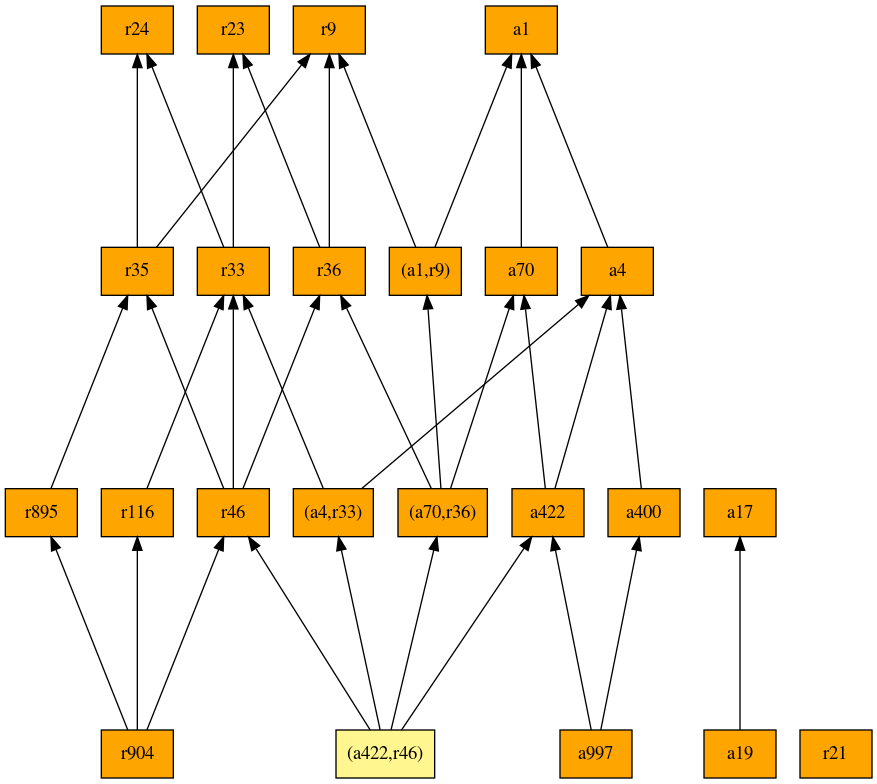 r24
r23
r9
a1
r35
r33
r36
(a1,r9)
a70
a4
r895
r116
r46
(a4,r33)
(a70,r36)
a422
a400
a17
r904
(a422,r46)
a997
a19
r21